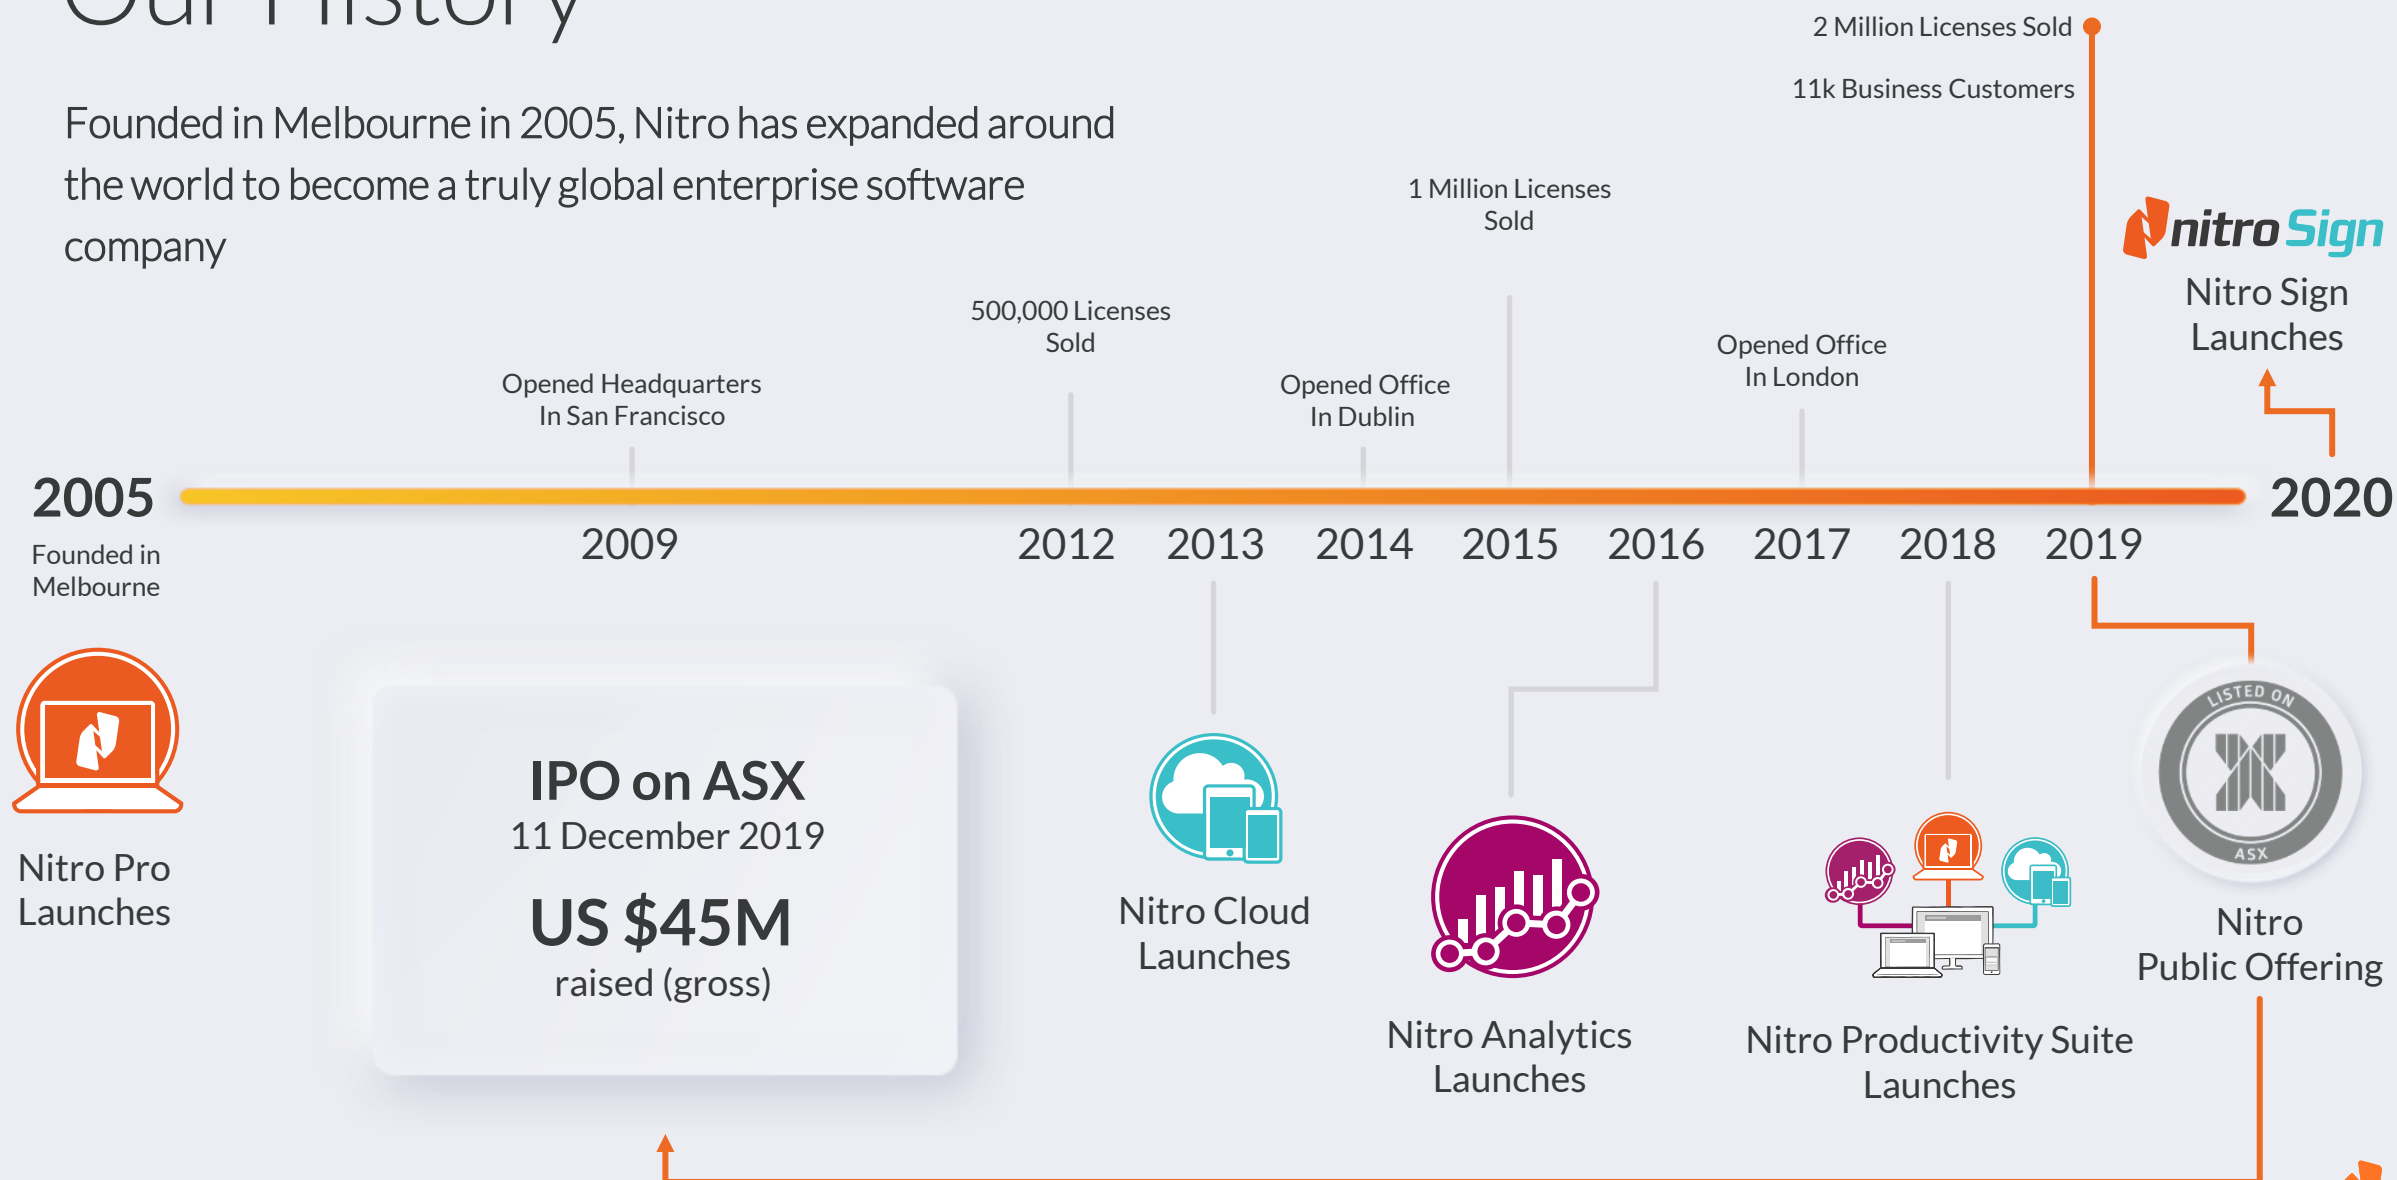 Our History
Founded in Melbourne in 2005, Nitro has expanded around
the world to become a truly global enterprise software
company
2 Million Licenses Sold
11k Business Customers
1 Million Licenses
Sold
nitro Sign
Nitro Sign
Launches
500,000 Licenses
Sold
Opened Office
In London
Opened Headquarters
In San Francisco
Opened Office
In Dublin
2005
2020
Founded in
Melbourne
2009
2012
2013
2014
2015
2016
2017
2018
2019
Nitro Pro
Launches
IPO on ASX
11 December 2019
US $45M
raised (gross)
Nitro Cloud
Launches
Nitro Analytics
Launches
Nitro Productivity Suite
Launches
LISTED ON
ASX
Nitro
Public Offering